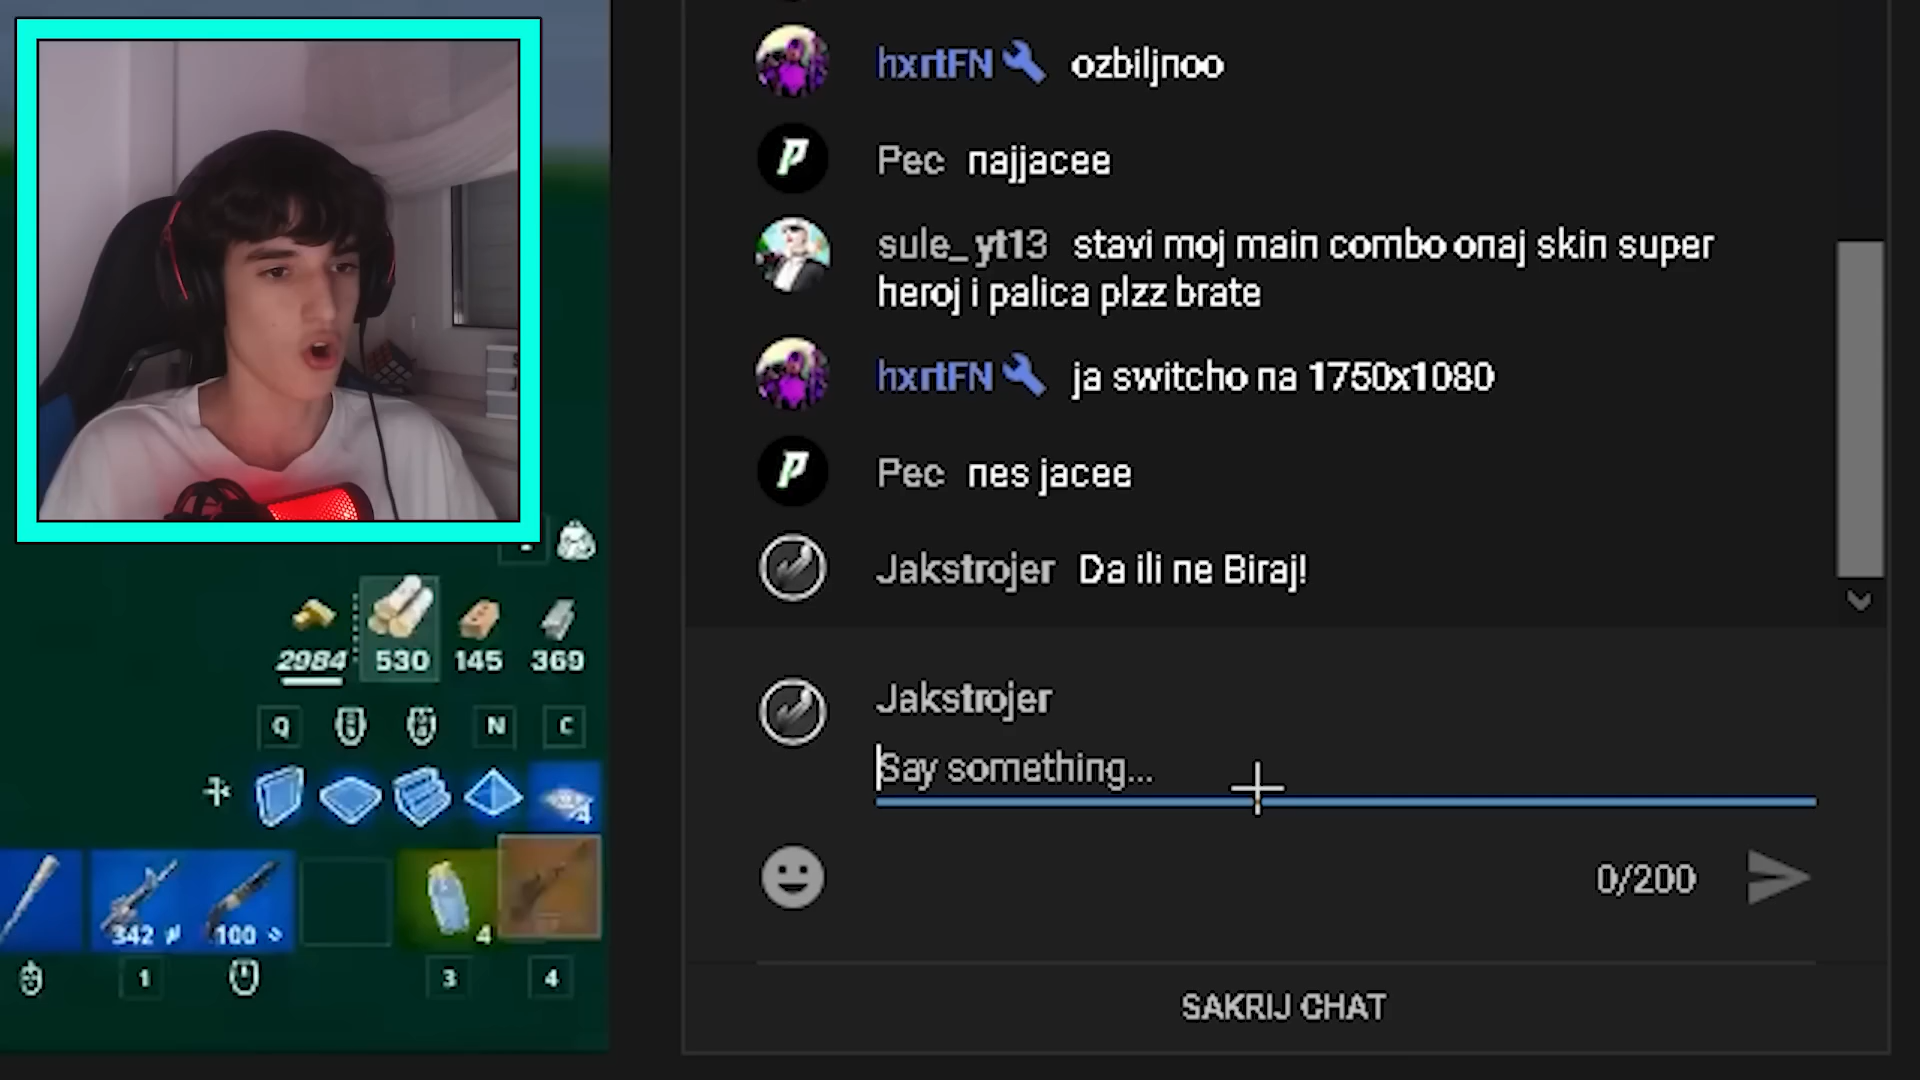 hxrtFN ozbiljnoo
Pec najjacee
sule_yt13 stavi moj main combo onaj skin super
heroj i palica plzz brate
hxrtFN ja switcho na 1750x1080
Pec nes jacee
Jakstrojer Da ili ne Biraj!
Jakstrojer
Say something...
0/200
SAKRIJ CHAT
2984 530 145 369
Q N C
4
342 100 4
1 3 4